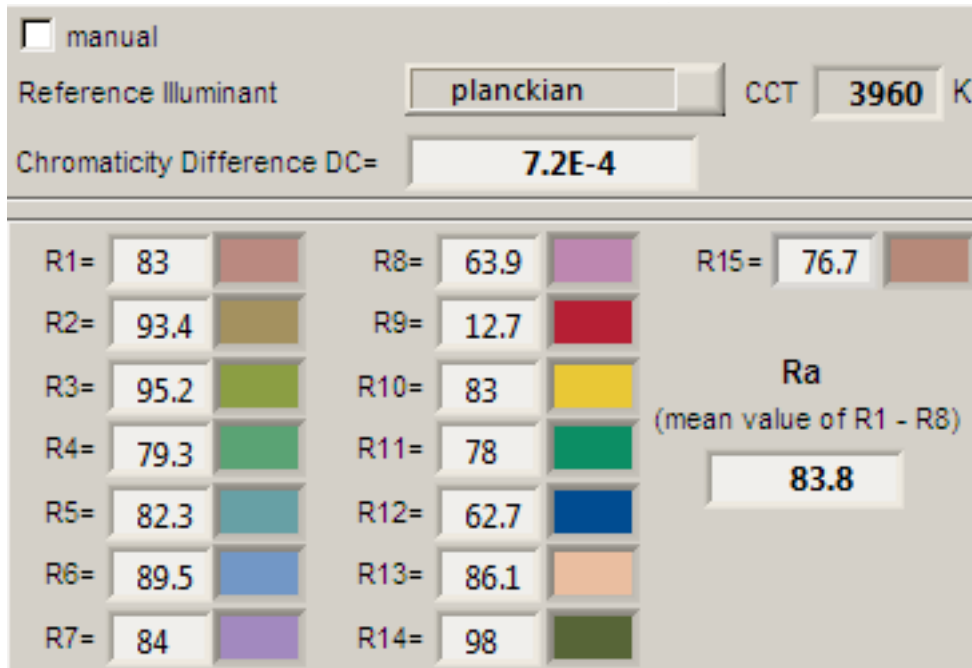 manual
Reference Illuminant planckian CCT 3960 K
Chromaticity Difference DC= 7.2E-4
R1= 83 R8= 63.9 R15= 76.7
R2= 93.4 R9= 12.7
R3= 95.2 R10= 83 Ra
(mean value of R1 - R8)
R4= 79.3 R11= 78 83.8
R5= 82.3 R12= 62.7
R6= 89.5 R13= 86.1
R7= 84 R14= 98